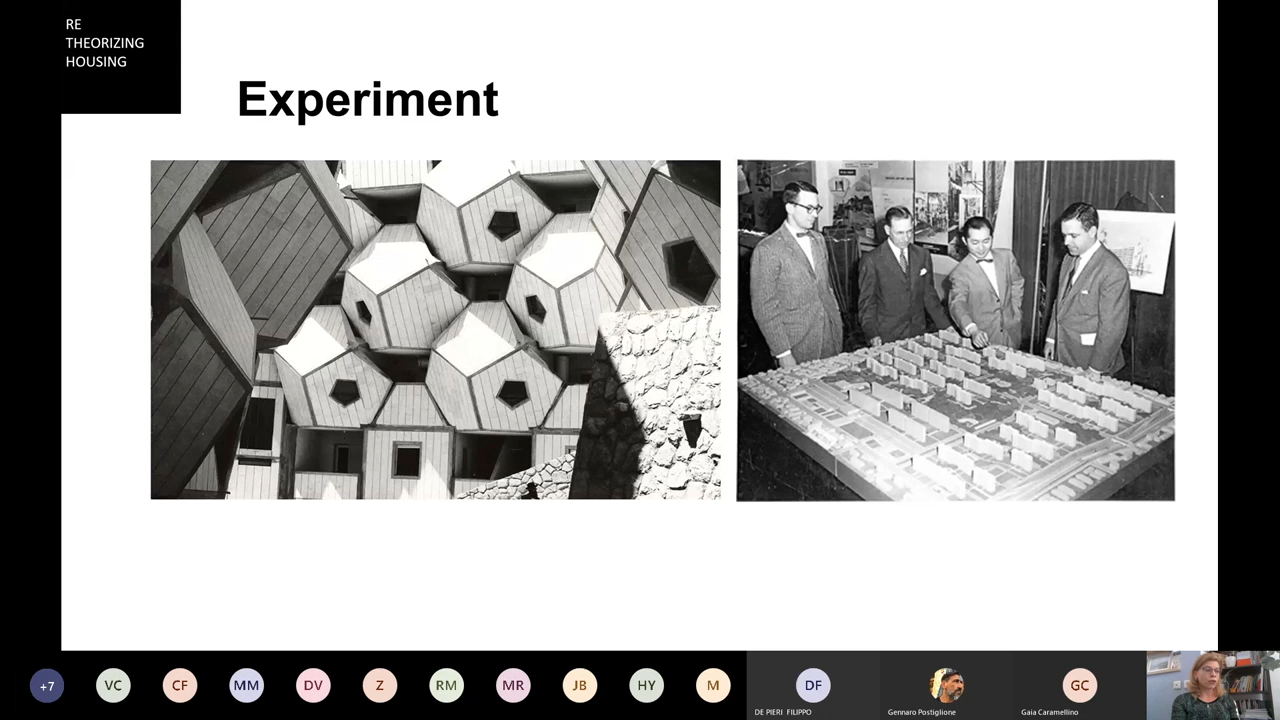 RE
THEORIZING
HOUSING
Experiment
+7
VC
CF
MM
DV
Z
RM
MR
JB
HY
M
DF
GC
DE PIERI FILIPPO
Gennaro Postiglione
Gaia Caramellino